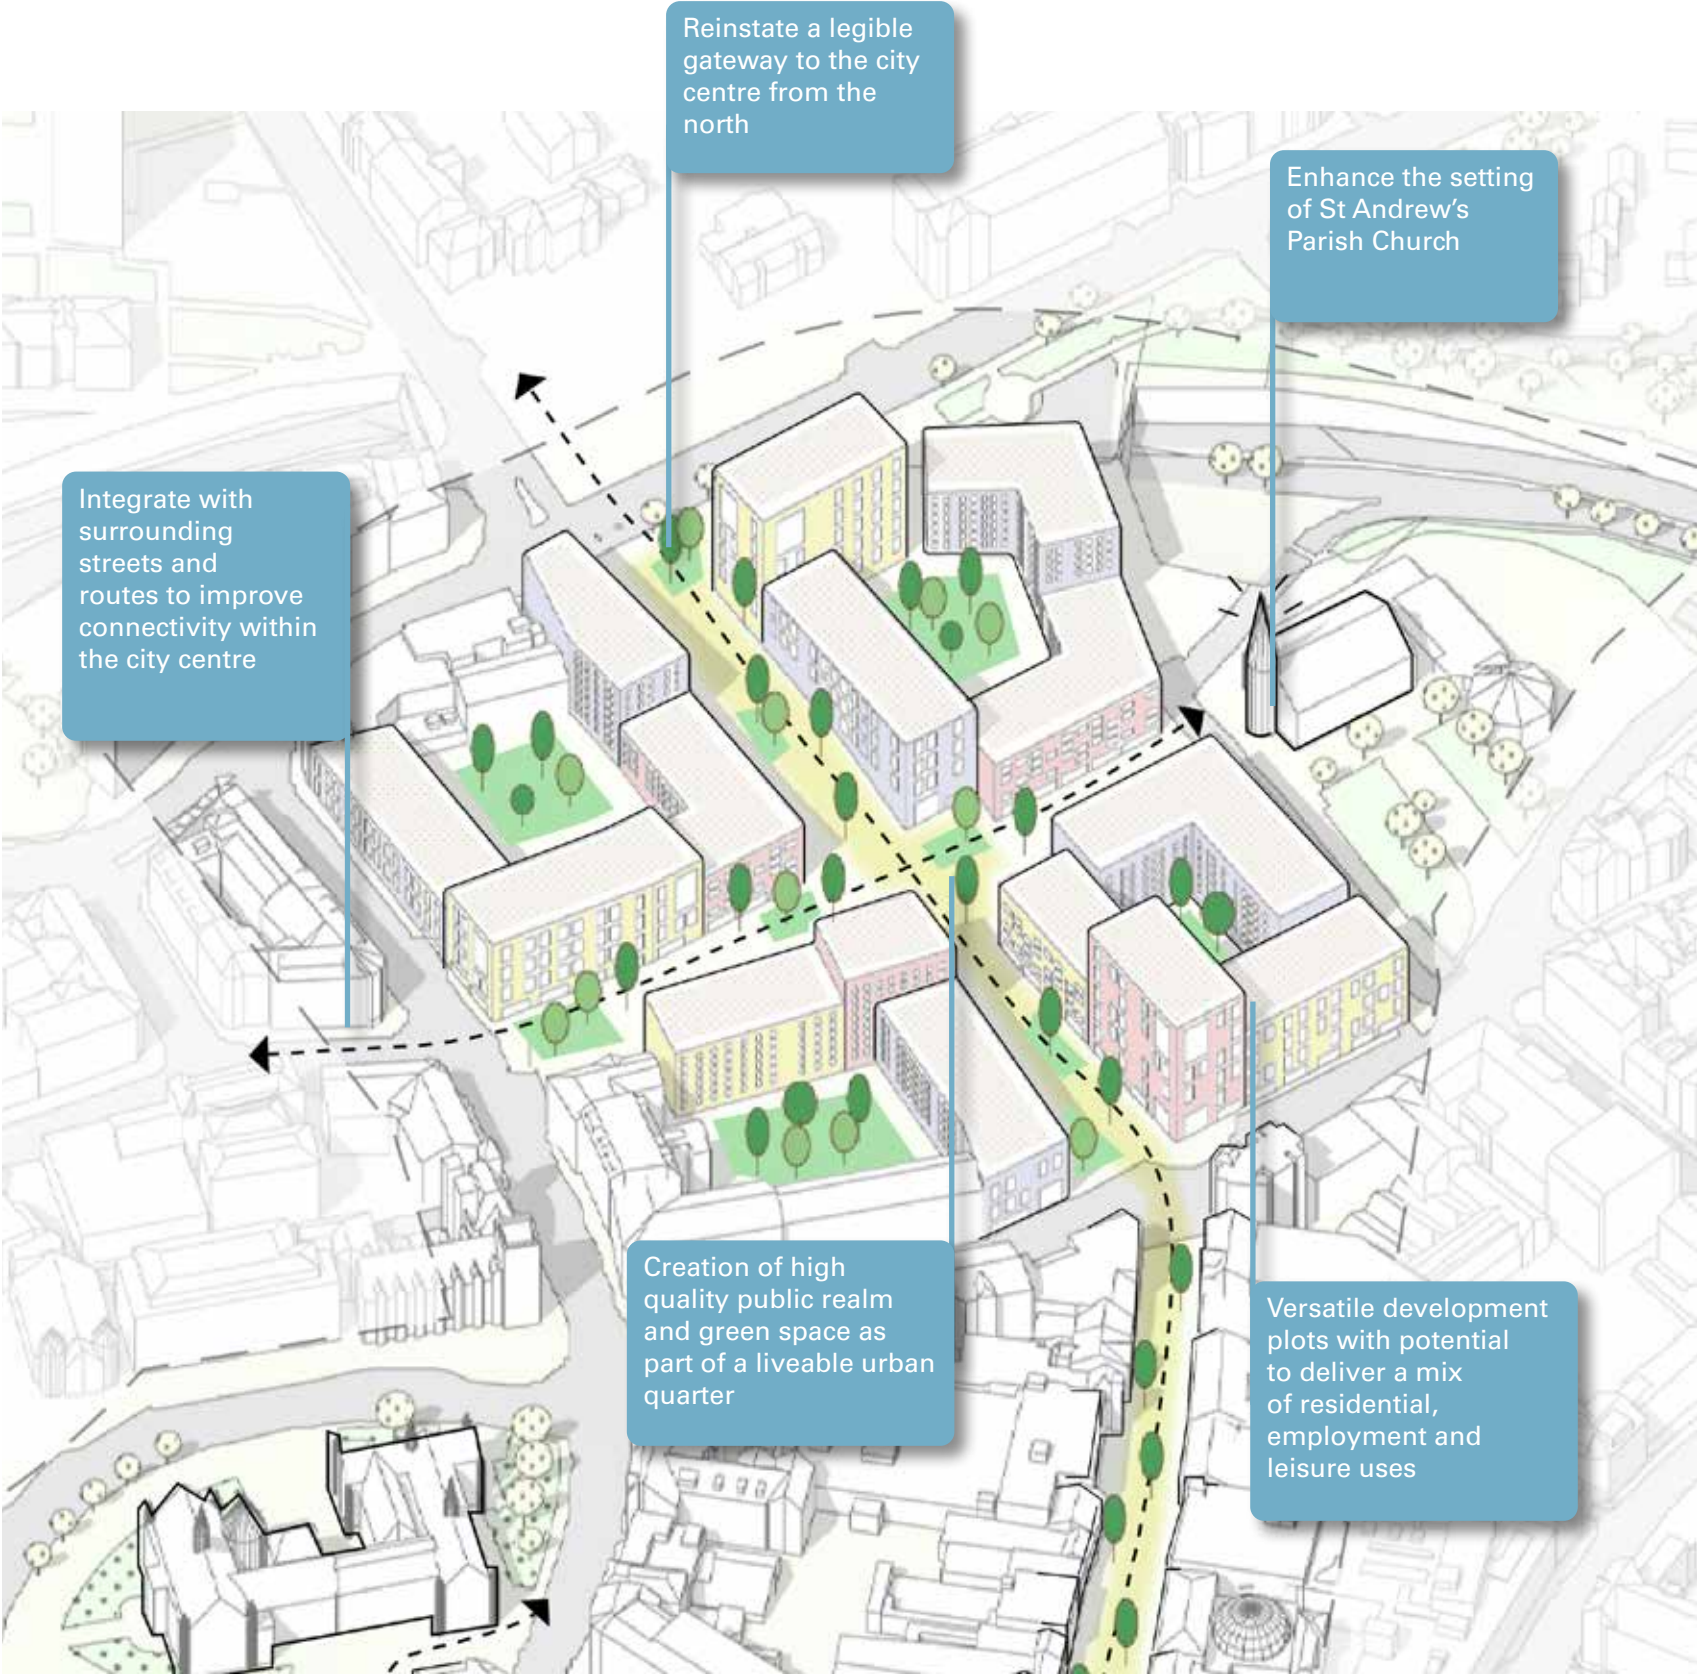 Reinstate a legible
gateway to the city
centre from the
north
Enhance the setting
of St Andrew's
Parish Church
Integrate with
surrounding
streets and
routes to improve
connectivity within
the city centre
Creation of high
quality public realm
and green space as
part of a liveable urban
quarter
Versatile development
plots with potential
to deliver a mix
of residential,
employment and
leisure uses